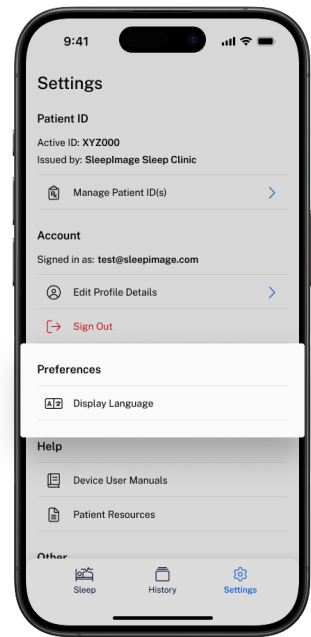 9:41
Settings
Patient ID
Active ID: XYZ000
Issued by: SleepImage Sleep Clinic
Manage Patient ID(s)
Account
Signed in as: test@sleepimage.com
Edit Profile Details
Sign Out
Preferences
Display Language
Help
Device User Manuals
Patient Resources
Other
Sleep
History
Settings